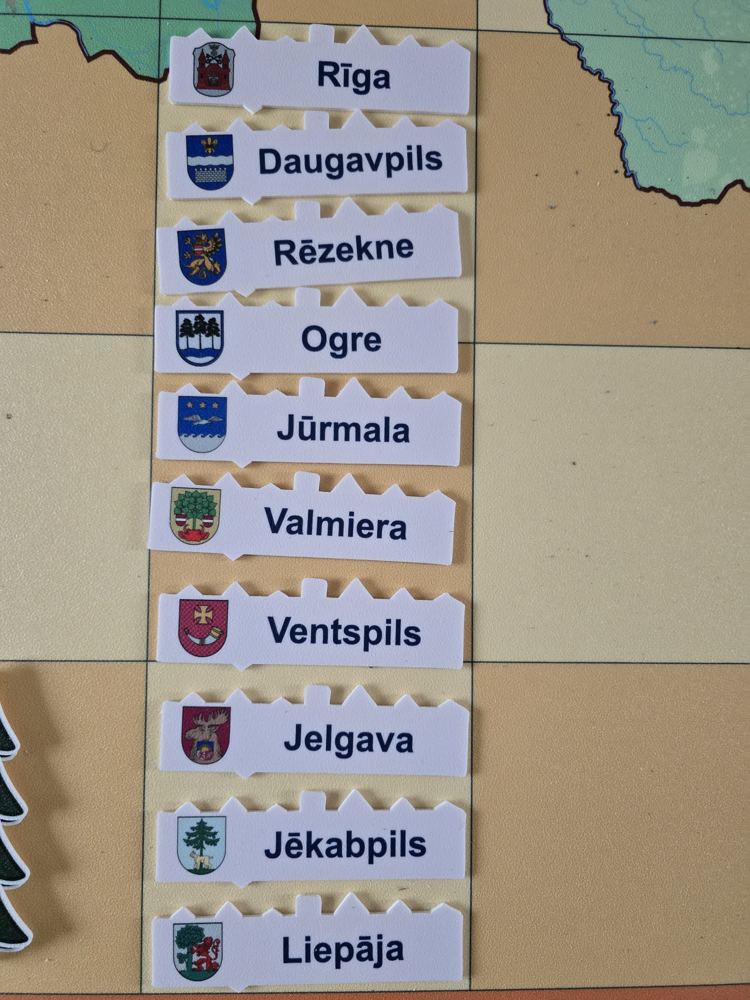 Rīga
Daugavpils
Rēzekne
Ogre
Jūrmala
Valmiera
Ventspils
Jelgava
Jēkabpils
Liepāja